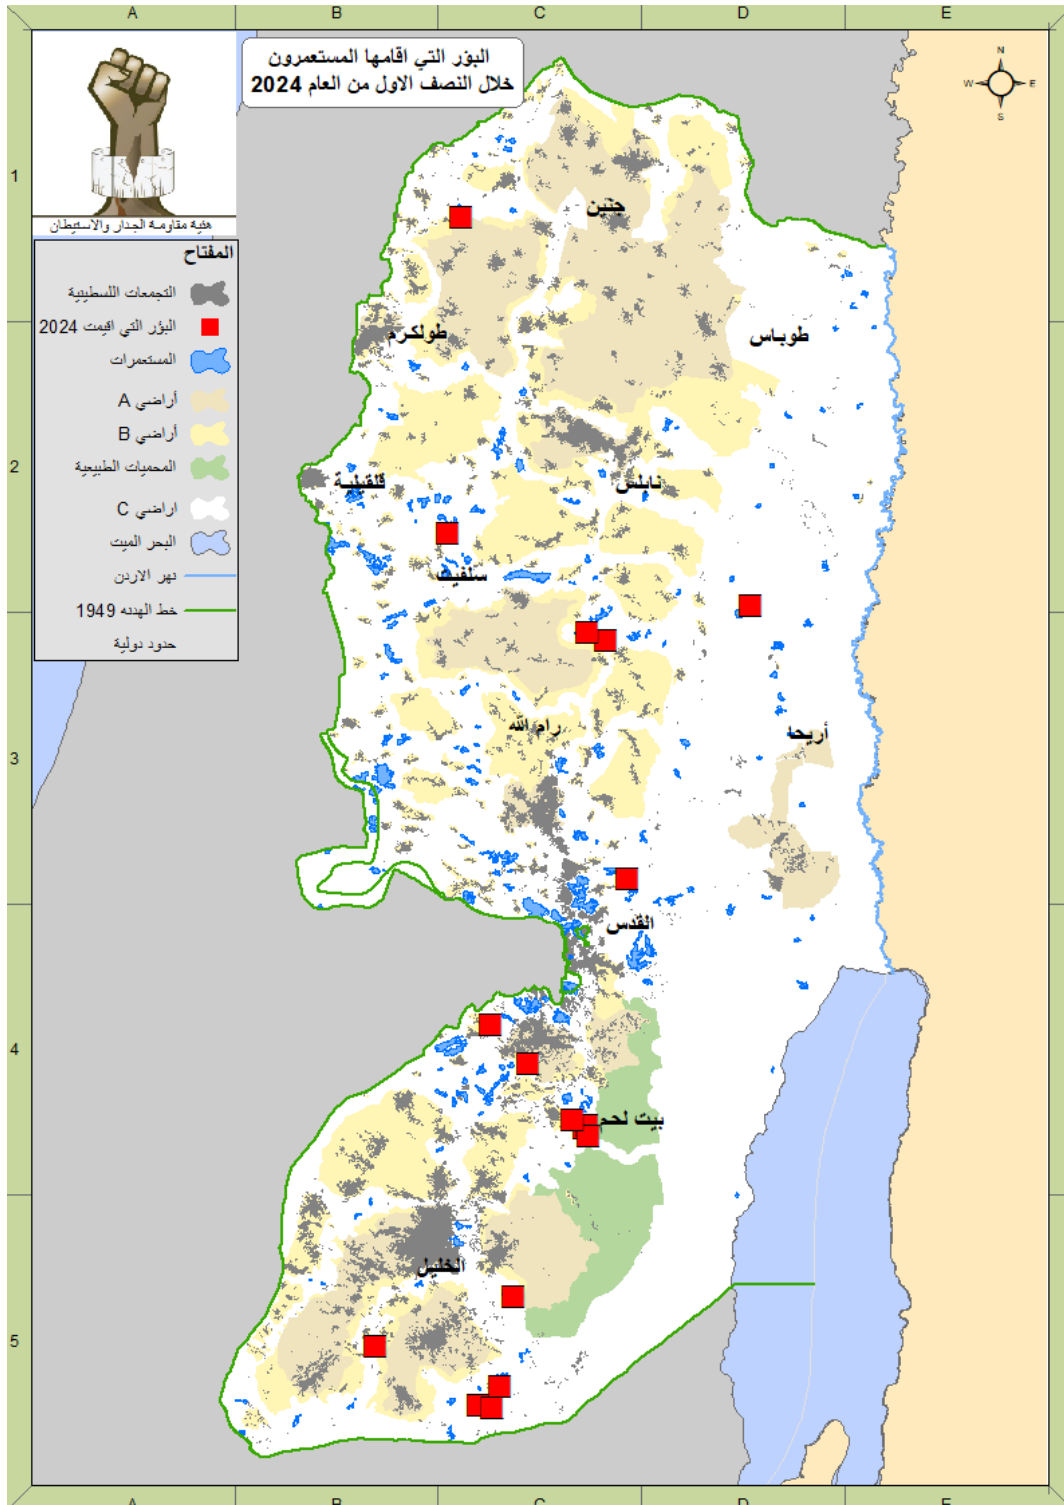 A B C D E
البؤر التي اقامها المستعمرون
خلال النصف الاول من العام 2024
N
W E
S
هيئة مقاومة الجدار والاستيطان
المفتاح
التجمعات اللسطينية
البؤر التي اقيمت 2024
المستعمرات
أراضي A
أراضي B
المحميات الطبيعية
اراضي C
البحر الميت
نهر الاردن
خط الهدنه 1949
حدود دولية
1
جنين
طولكرم
طوباس
2
قلقيلية
نابلس
سلفيت
3
رام الله
أريحا
القدس
4
بيت لحم
الخليل
5
A B C D E